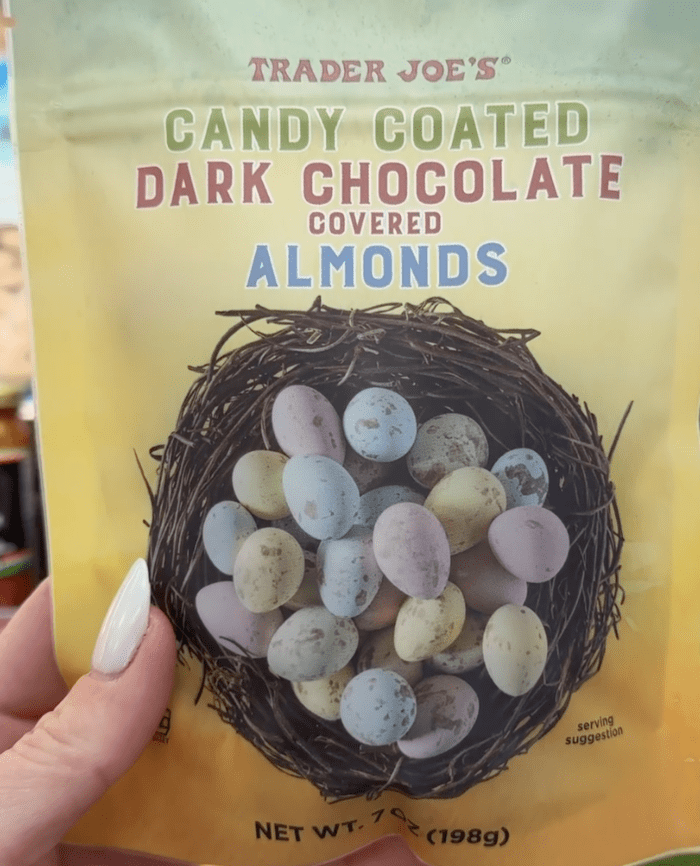 TRADER JOE'S®
CANDY COATED
DARK CHOCOLATE
COVERED
ALMONDS
serving
suggestion
NET WT. 7 OZ (198g)